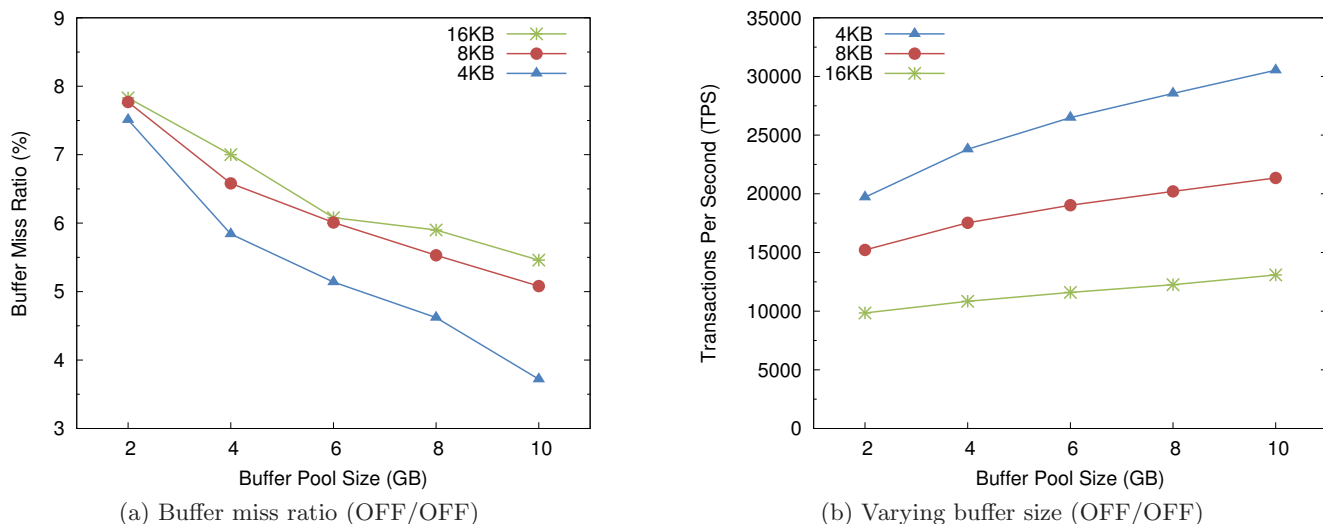 9
8
7
6
5
4
3
Buffer Miss Ratio (%)
16KB
8KB
4KB
2 4 6 8 10
Buffer Pool Size (GB)
(a) Buffer miss ratio (OFF/OFF)
35000
30000
25000
20000
15000
10000
5000
0
Transactions Per Second (TPS)
4KB
8KB
16KB
2 4 6 8 10
Buffer Pool Size (GB)
(b) Varying buffer size (OFF/OFF)